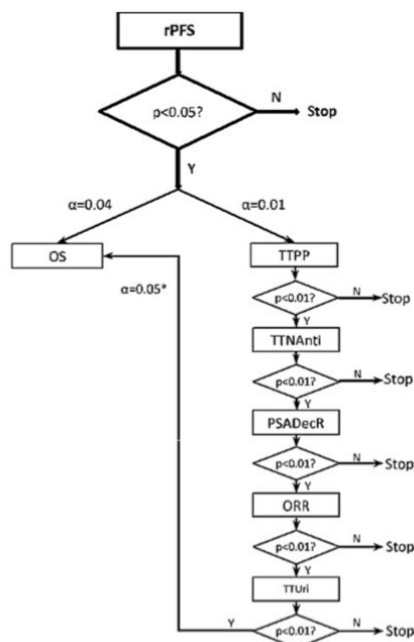 rPFS
p<0.05?
N
Stop
Y
α=0.04
α=0.01
OS
TTPP
α=0.05*
p<0.01?
N
Stop
Y
TTNAnti
p<0.01?
N
Stop
Y
PSADecR
p<0.01?
N
Stop
Y
ORR
p<0.01?
N
Stop
Y
TTUri
Y
p<0.01?
N
Stop